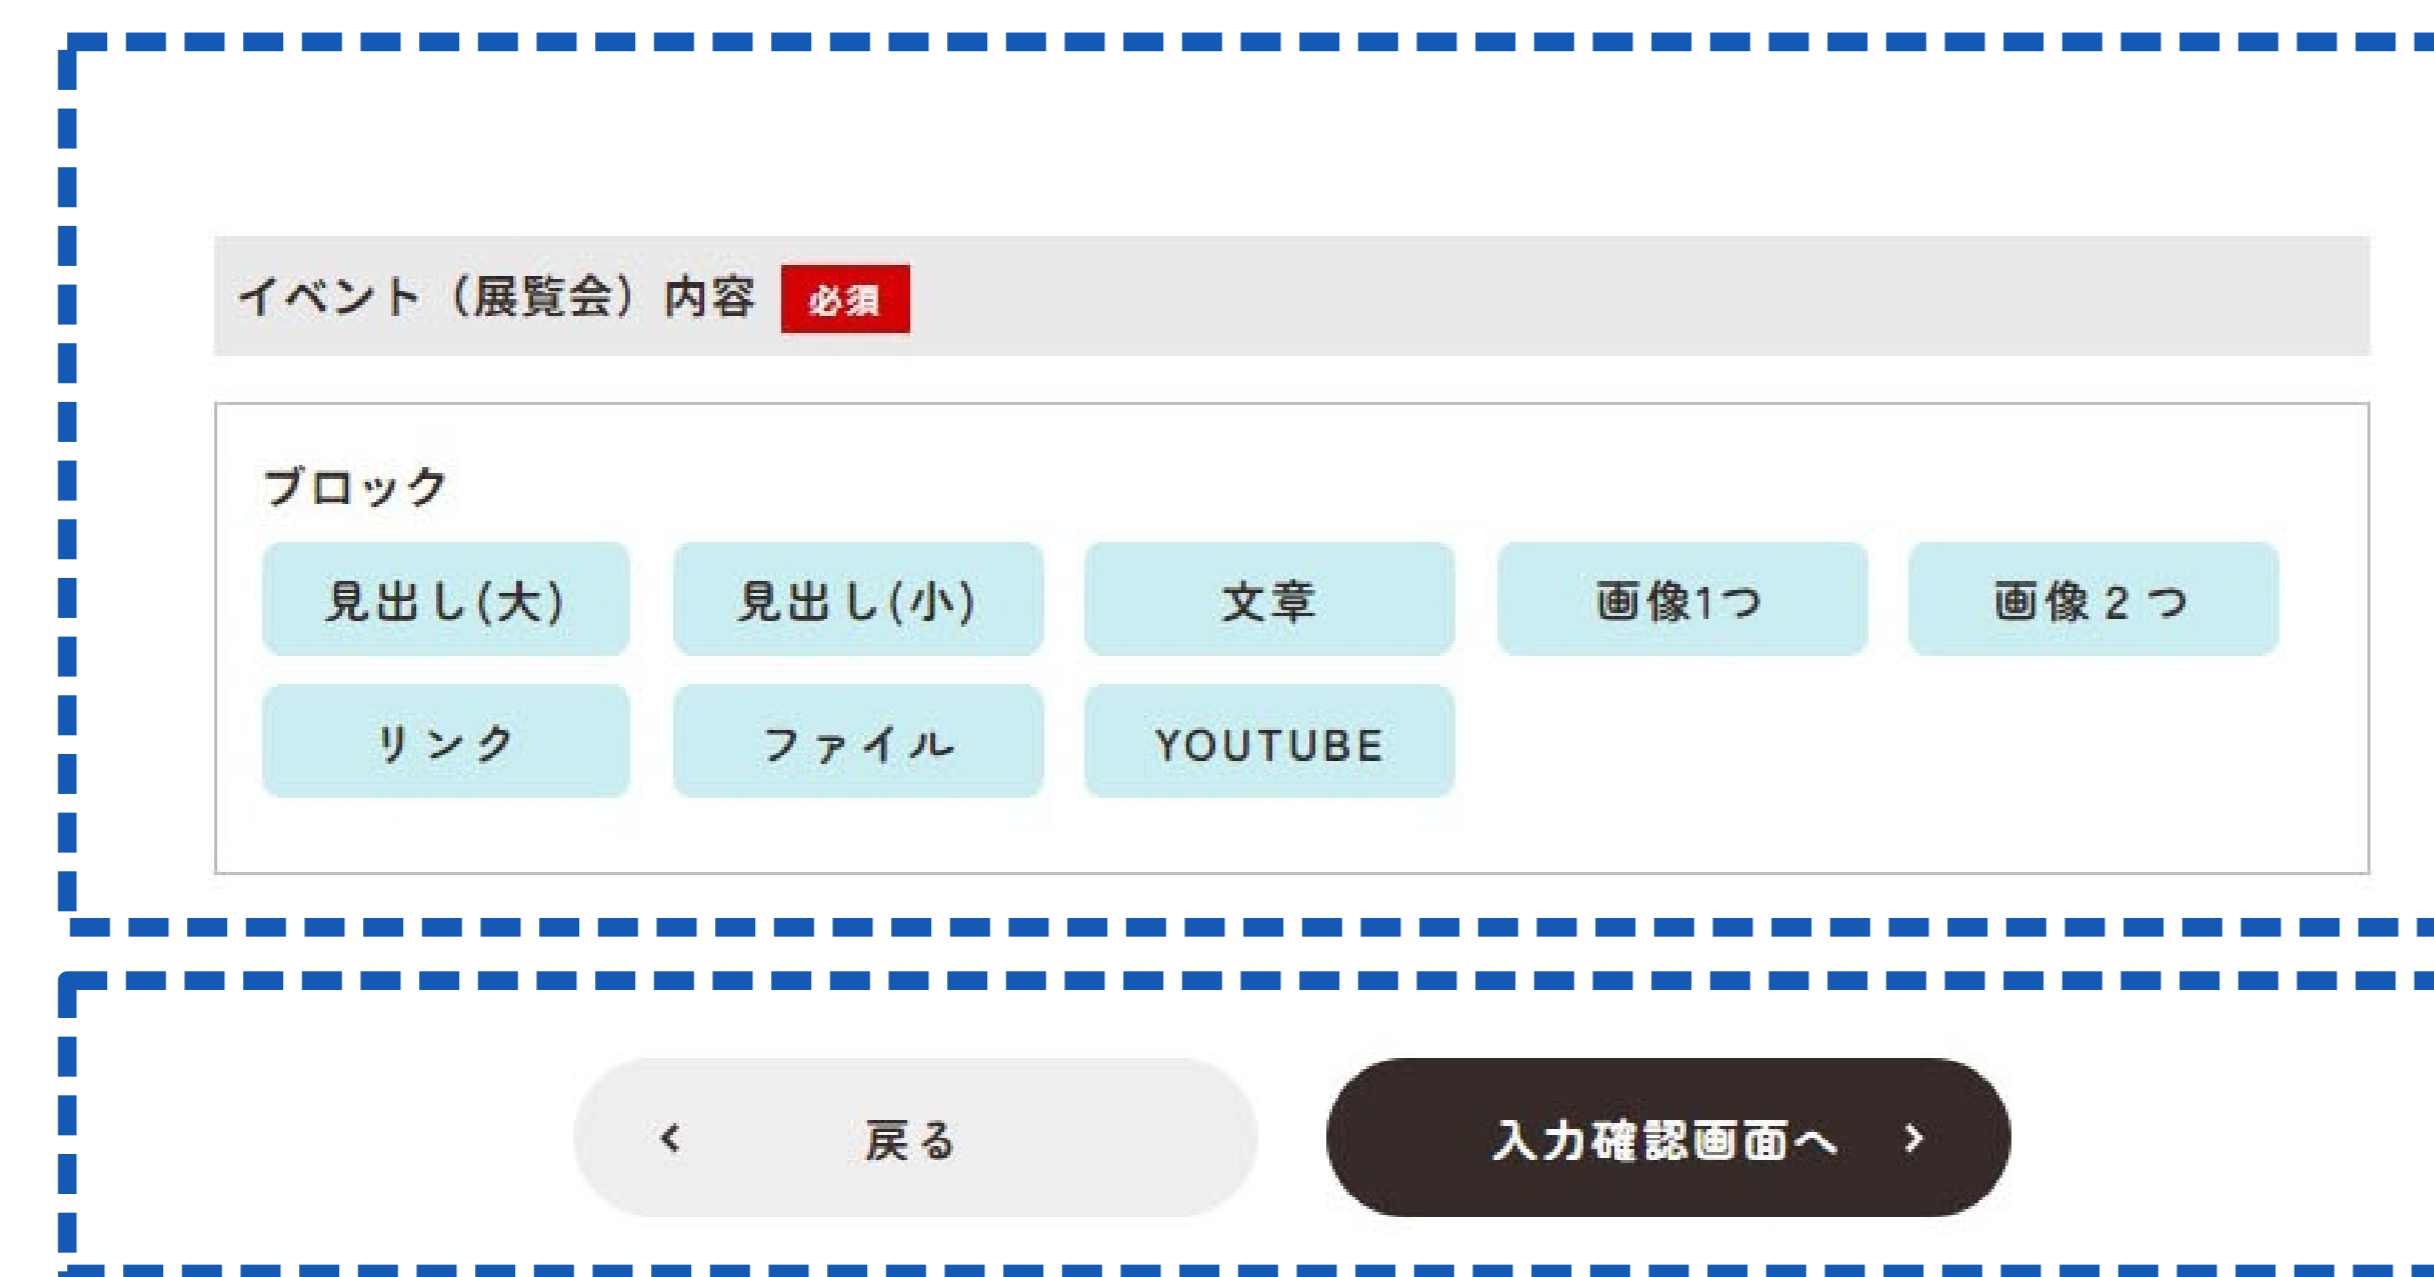 イベント（展覧会）内容 必須
ブロック
見出し(大) 見出し(小) 文章 画像1つ 画像２つ
リンク ファイル YOUTUBE
戻る 入力確認画面へ